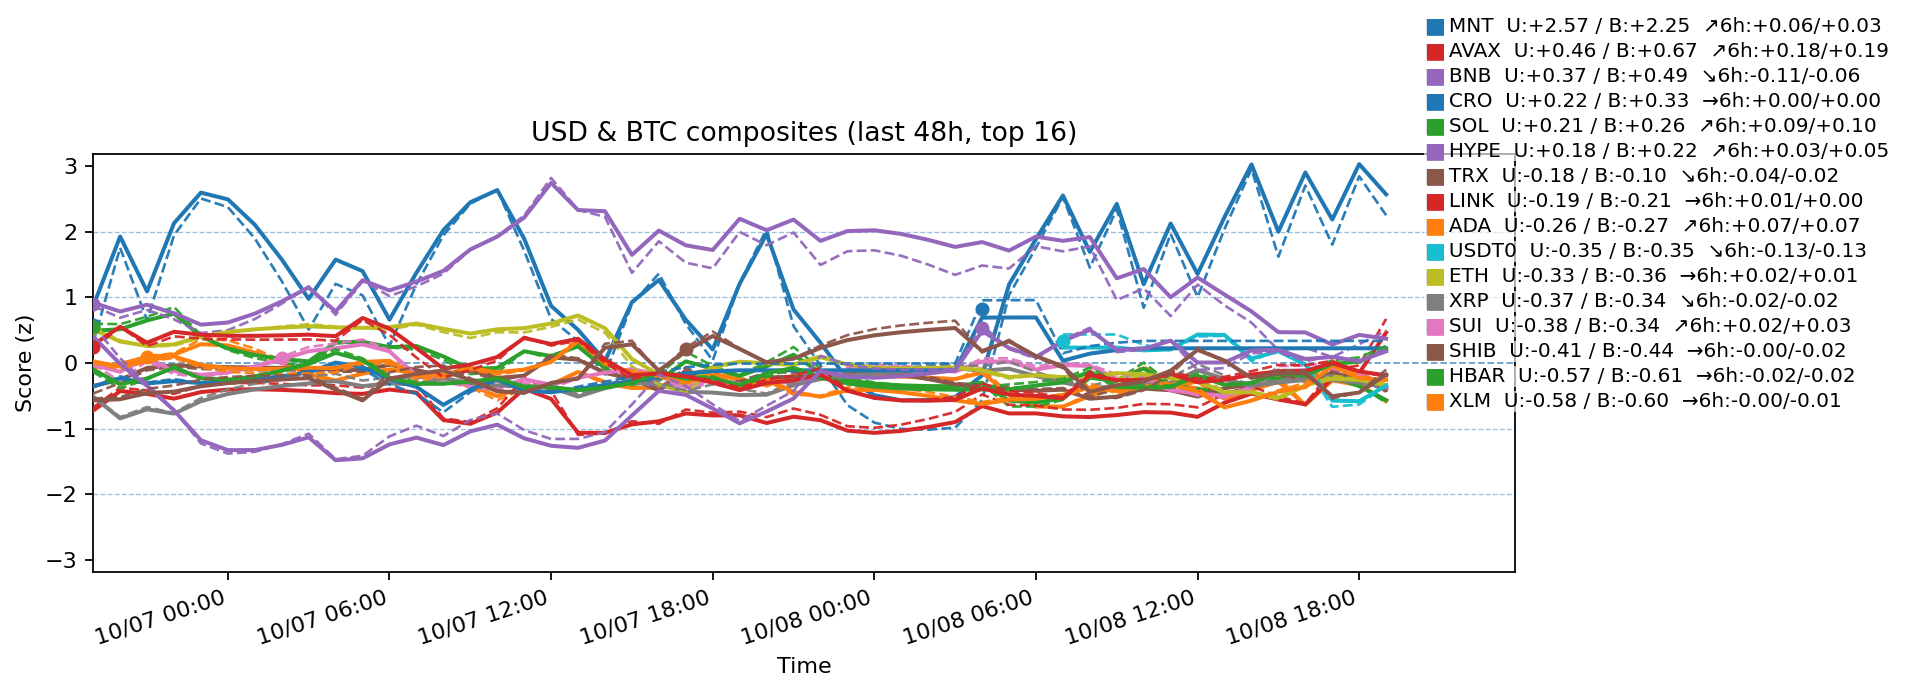 MNT U:+2.57 / B:+2.25 ↗6h:+0.06/+0.03
AVAX U:+0.46 / B:+0.67 ↗6h:+0.18/+0.19
BNB U:+0.37 / B:+0.49 ↘6h:-0.11/-0.06
CRO U:+0.22 / B:+0.33 →6h:+0.00/+0.00
SOL U:+0.21 / B:+0.26 ↗6h:+0.09/+0.10
HYPE U:+0.18 / B:+0.22 ↗6h:+0.03/+0.05
TRX U:-0.18 / B:-0.10 ↘6h:-0.04/-0.02
LINK U:-0.19 / B:-0.21 →6h:+0.01/+0.00
ADA U:-0.26 / B:-0.27 ↗6h:+0.07/+0.07
USDT0 U:-0.35 / B:-0.35 ↘6h:-0.13/-0.13
ETH U:-0.33 / B:-0.36 →6h:+0.02/+0.01
XRP U:-0.37 / B:-0.34 ↘6h:-0.02/-0.02
SUI U:-0.38 / B:-0.34 ↗6h:+0.02/+0.03
SHIB U:-0.41 / B:-0.44 →6h:-0.00/-0.02
HBAR U:-0.57 / B:-0.61 →6h:-0.02/-0.02
XLM U:-0.58 / B:-0.60 →6h:-0.00/-0.01
USD & BTC composites (last 48h, top 16)
Score (z)
3
2
1
0
−1
−2
−3
10/07 00:00
10/07 06:00
10/07 12:00
10/07 18:00
10/08 00:00
10/08 06:00
10/08 12:00
10/08 18:00
Time